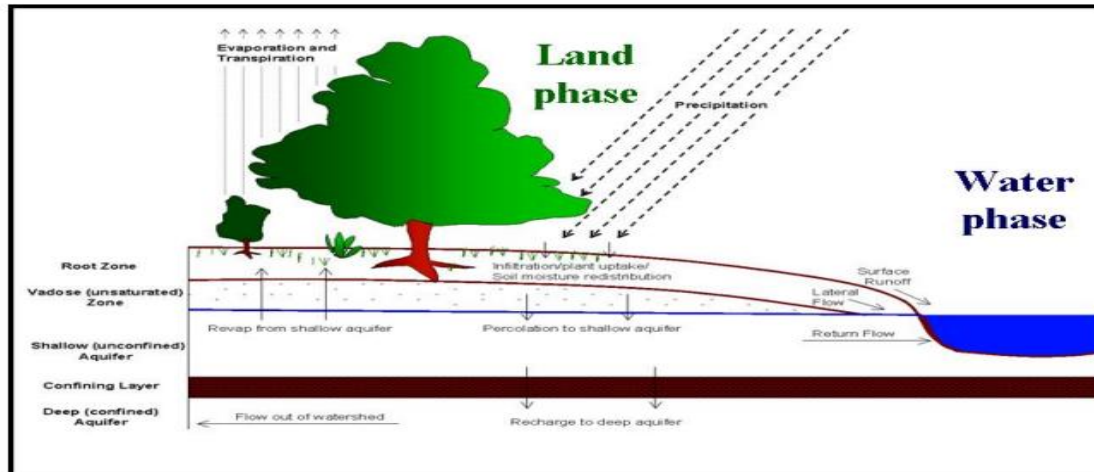 Evaporation and
Transpiration
Land
phase
Precipitation
Water
phase
Root Zone
Infiltration/plant uptake/
Soil moisture redistribution
Surface
Runoff
Lateral
Flow
Vadose (unsaturated)
Zone
Revap from shallow aquifer
Percolation to shallow aquifer
Return Flow
Shallow (unconfined)
Aquifer
Confining Layer
Deep (confined)
Aquifer
Flow out of watershed
Recharge to deep aquifer